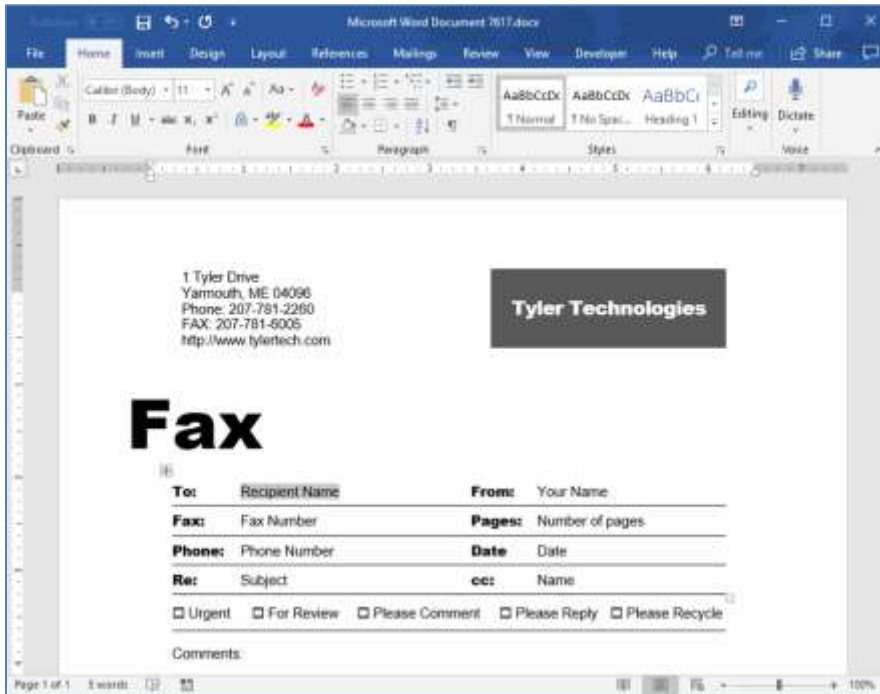 Microsoft Word Document 7617.docx
File Home Insert Design Layout References Mailings Review View Developer Help Tell me Share
Paste
Calibri (Body) 11
Aa
B I U abc x, x²
AaBbCcDc AaBbCcDc AaBbCc
¶ Normal ¶ No Spac... Heading 1
Editing Dictate
Clipboard Font Paragraph Styles Voice
1 Tyler Drive
Yarmouth, ME 04096
Phone: 207-781-2260
FAX: 207-781-6005
http://www.tylertech.com
Tyler Technologies
Fax
To: Recipient Name From: Your Name
Fax: Fax Number Pages: Number of pages
Phone: Phone Number Date Date
Re: Subject cc: Name
Urgent For Review Please Comment Please Reply Please Recycle
Comments:
Page 1 of 1 5 words 100%